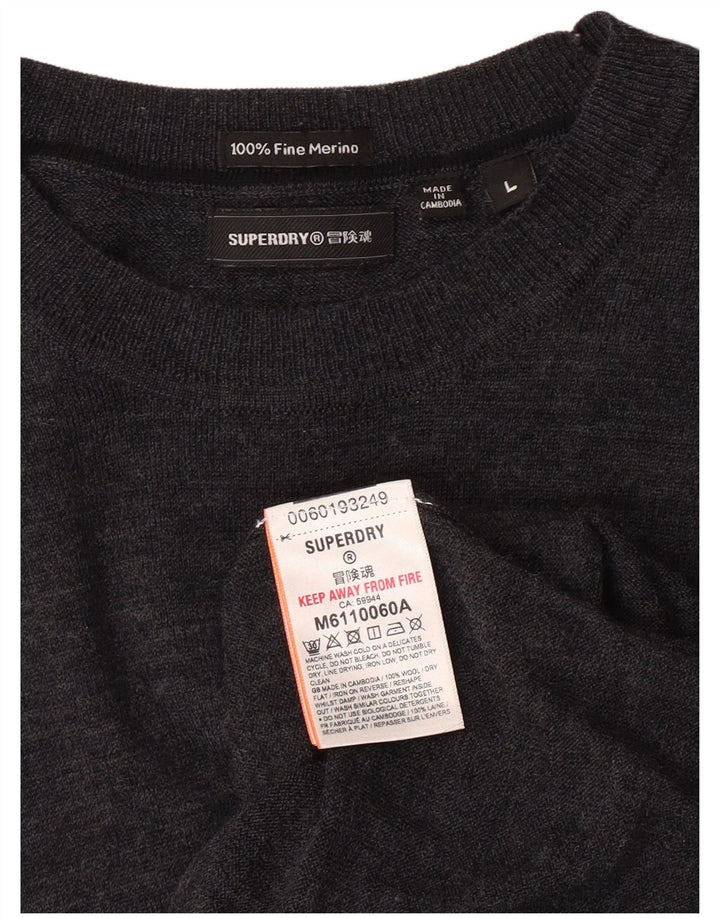 100% Fine Merino
MADE
IN
CAMBODIA
L
SUPERDRY® 冒険魂
0060193249
SUPERDRY
®
冒険魂
KEEP AWAY FROM FIRE
CA: 59944
M6110060A
30
MACHINE WASH COLD ON A DELICATES
CYCLE, DO NOT BLEACH, DO NOT TUMBLE
DRY, LINE DRYING, IRON LOW, DO NOT DRY
CLEAN
GB MADE IN CAMBODIA / 100% WOOL / DRY
FLAT / IRON ON REVERSE / RESHAPE
WHILST DAMP / WASH GARMENT INSIDE
OUT / WASH SIMILAR COLOURS TOGETHER
* DO NOT USE BIOLOGICAL DETERGENTS
FR FABRIQUÉ AU CAMBODGE / 100% LAINE /
SÉCHER À PLAT / REPASSER SUR L'ENVERS